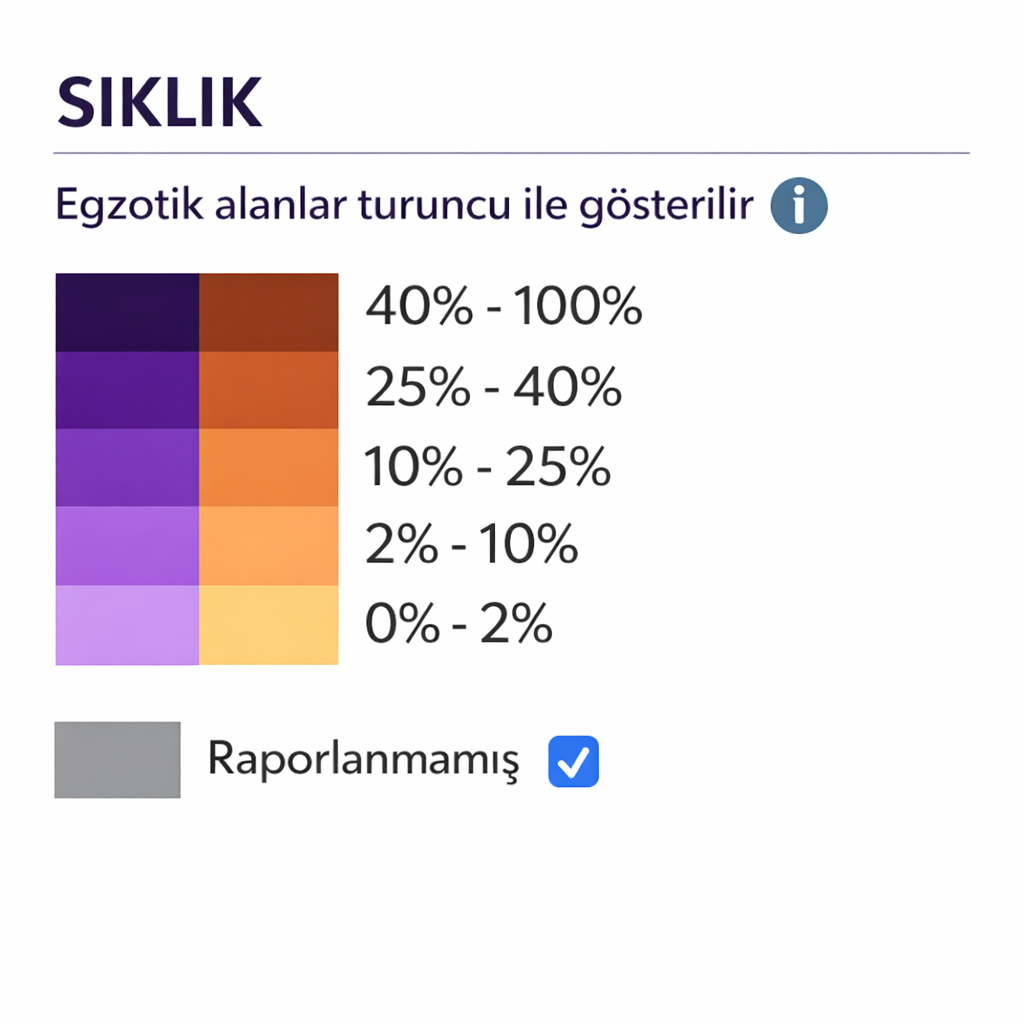 SIKLIK
Egzotik alanlar turuncu ile gösterilir i
40% - 100%
25% - 40%
10% - 25%
2% - 10%
0% - 2%
Raporlanmamış